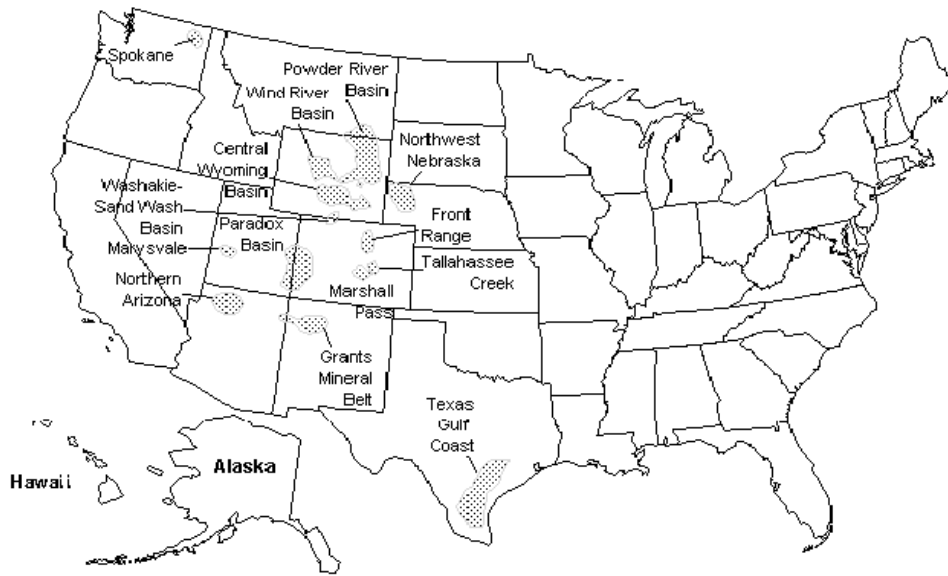 Spokane
Powder River
Basin
Wind River
Basin
Northwest
Nebraska
Central
Wyoming
Basin
Washakie-
Sand Wash
Basin
Paradox
Basin
Front
Range
Marysvale
Tallahassee
Creek
Northern
Arizona
Marshall
Pass
Grants
Mineral
Belt
Texas
Gulf
Coast
Alaska
Hawaii